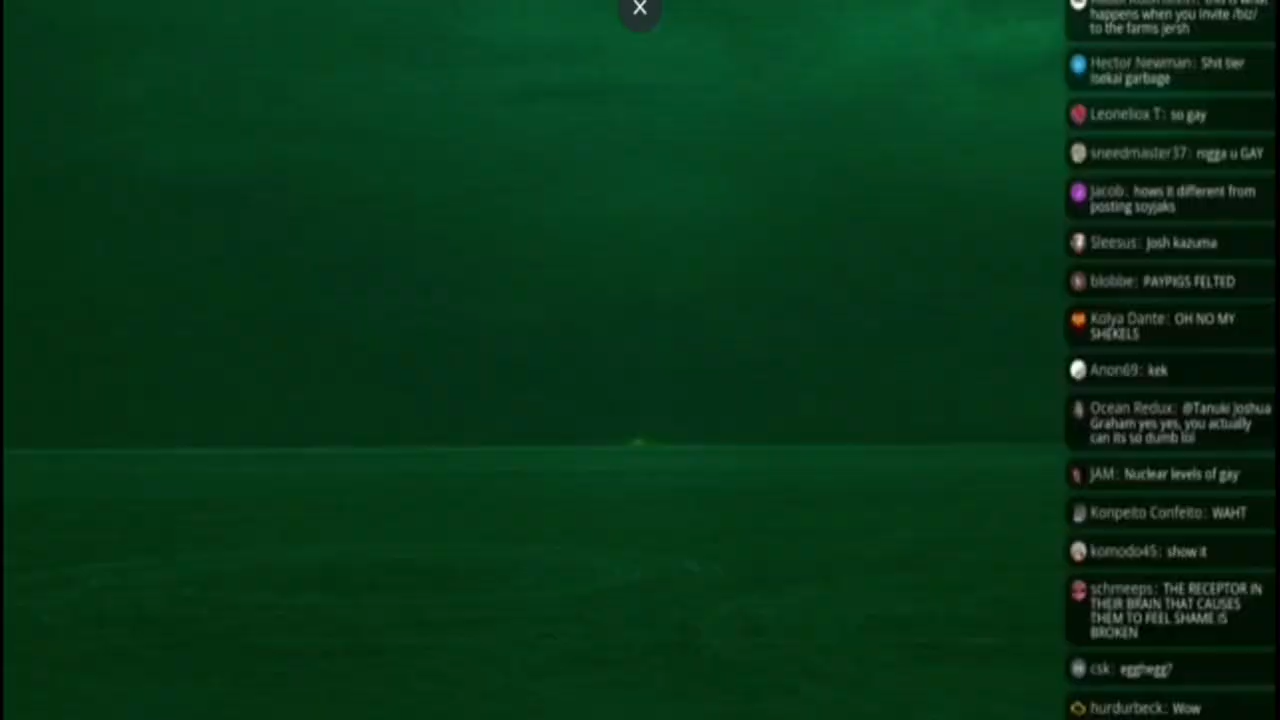 happens when you invite /biz/
to the farms jersh
Hector Newman: Shit tier
isekai garbage
Leoneliox T: so gay
sneedmaster37: nigga u GAY
Jacob: hows it different from
posting soyjaks
Sleesus: Josh kazuma
blobbe: PAYPIGS FELTED
Kolya Dante: OH NO MY
SHEKELS
Anon69: kek
Ocean Redux: @Tanuki Joshua
Graham yes yes, you actually
can its so dumb lol
JAM: Nuclear levels of gay
Konpeito Confeito: WAHT
komodo45: show it
schmeeps: THE RECEPTOR IN
THEIR BRAIN THAT CAUSES
THEM TO FEEL SHAME IS
BROKEN
csk: egghegg?
hurdurbeck: Wow